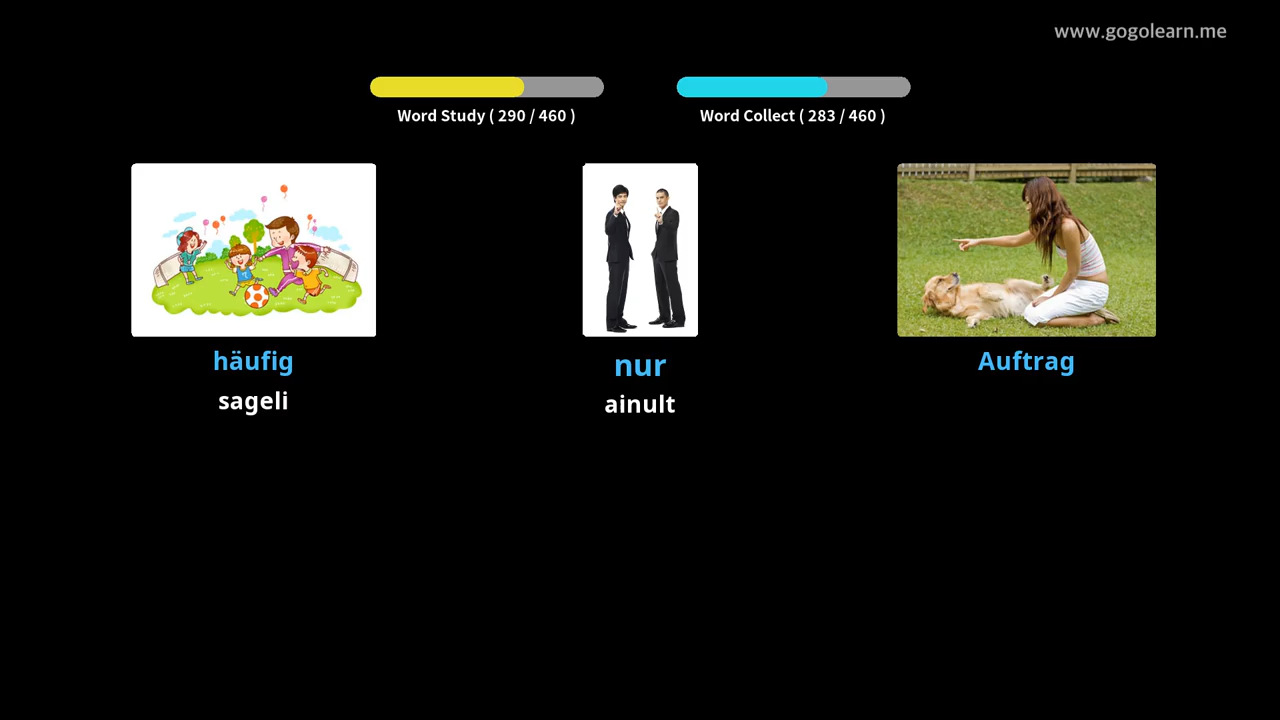 www.gogolearn.me
Word Study ( 290 / 460 )
Word Collect ( 283 / 460 )
häufig
sageli
nur
ainult
Auftrag